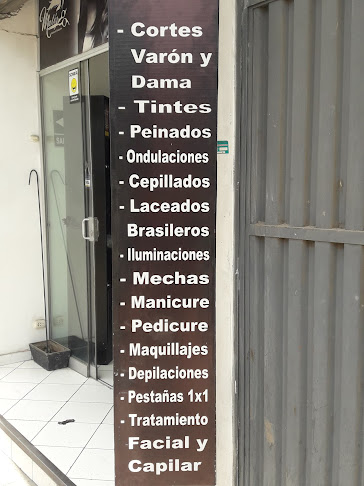 - Cortes
Varón y
Dama
- Tintes
- Peinados
- Ondulaciones
- Cepillados
- Laceados
Brasileros
- Iluminaciones
- Mechas
- Manicure
- Pedicure
- Maquillajes
- Depilaciones
- Pestañas 1x1
- Tratamiento
Facial y
Capilar